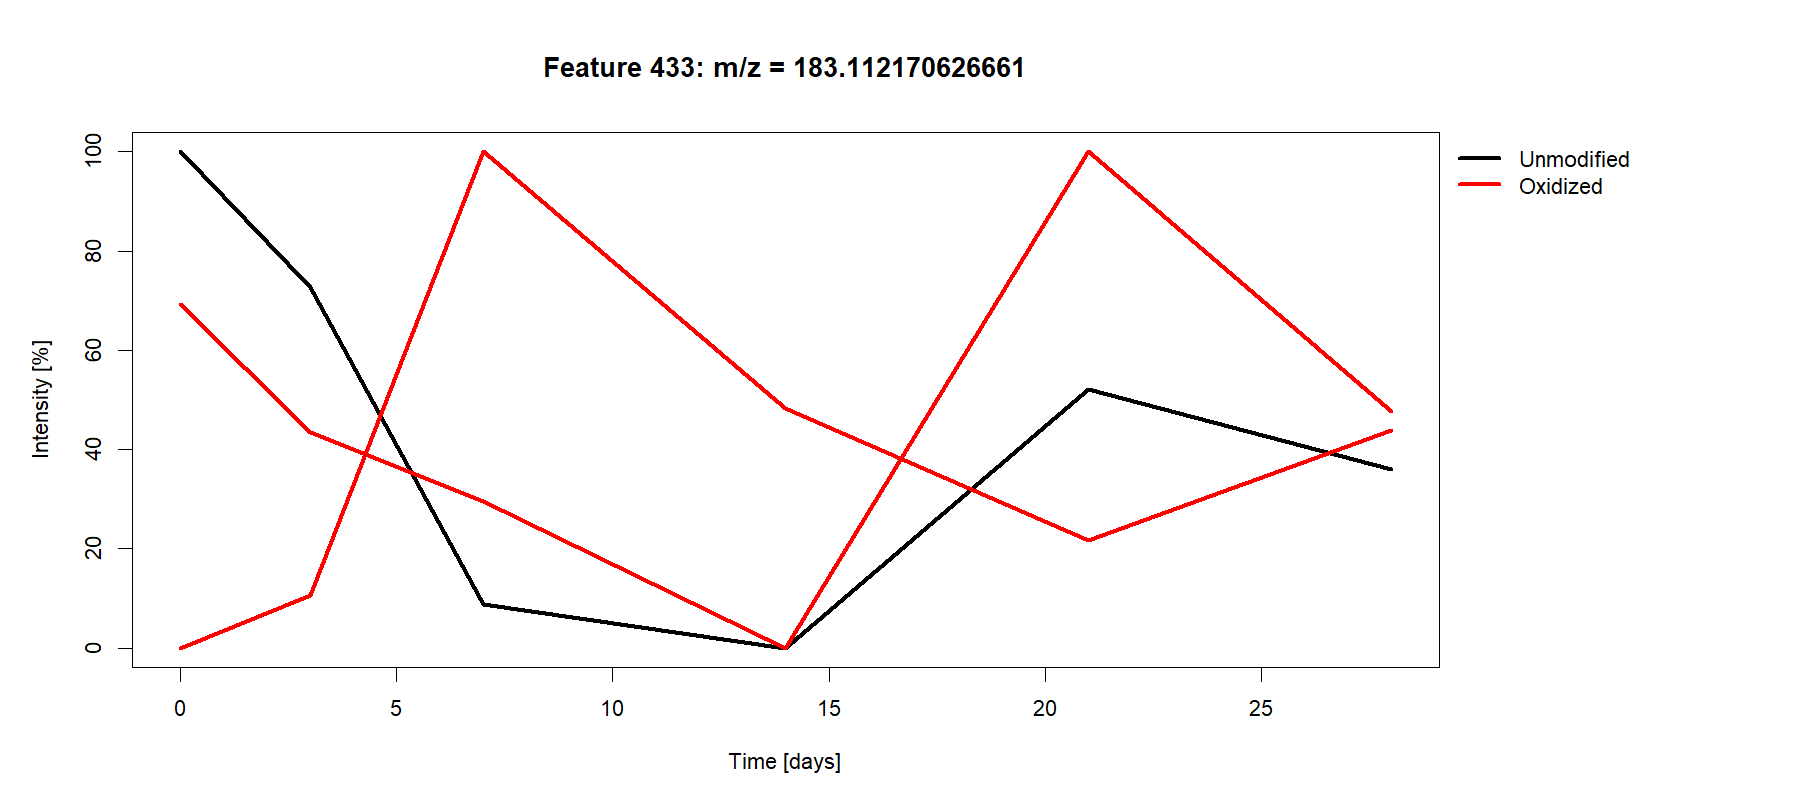 Feature 433: m/z = 183.112170626661
Unmodified
Oxidized
Intensity [%]
100
80
60
40
20
0
0 5 10 15 20 25
Time [days]